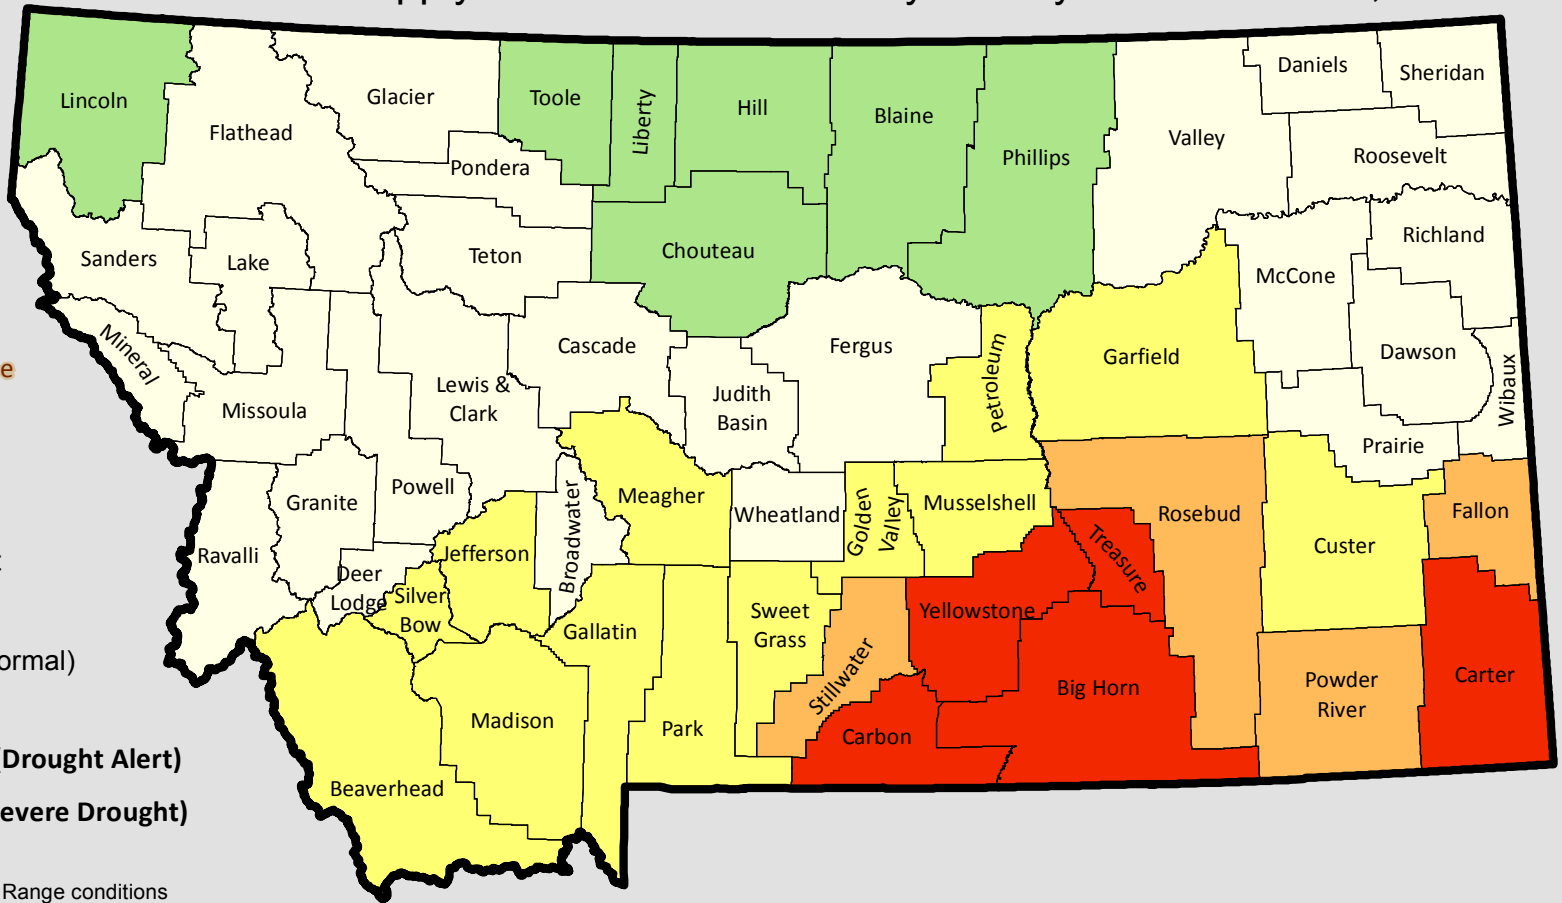 Lincoln
Flathead
Glacier
Toole
Liberty
Hill
Blaine
Phillips
Valley
Daniels
Sheridan
Roosevelt
Pondera
Sanders
Lake
Teton
Chouteau
McCone
Richland
Mineral
Missoula
Lewis &
Clark
Cascade
Judith
Basin
Fergus
Petroleum
Garfield
Dawson
Wibaux
Prairie
Ravalli
Granite
Powell
Deer
Lodge
Silver
Bow
Jefferson
Broadwater
Meagher
Wheatland
Golden
Valley
Musselshell
Rosebud
Treasure
Custer
Fallon
Beaverhead
Madison
Gallatin
Park
Sweet
Grass
Stillwater
Yellowstone
Carbon
Big Horn
Powder
River
Carter
e
ormal)
(Drought Alert)
evere Drought)
Range conditions